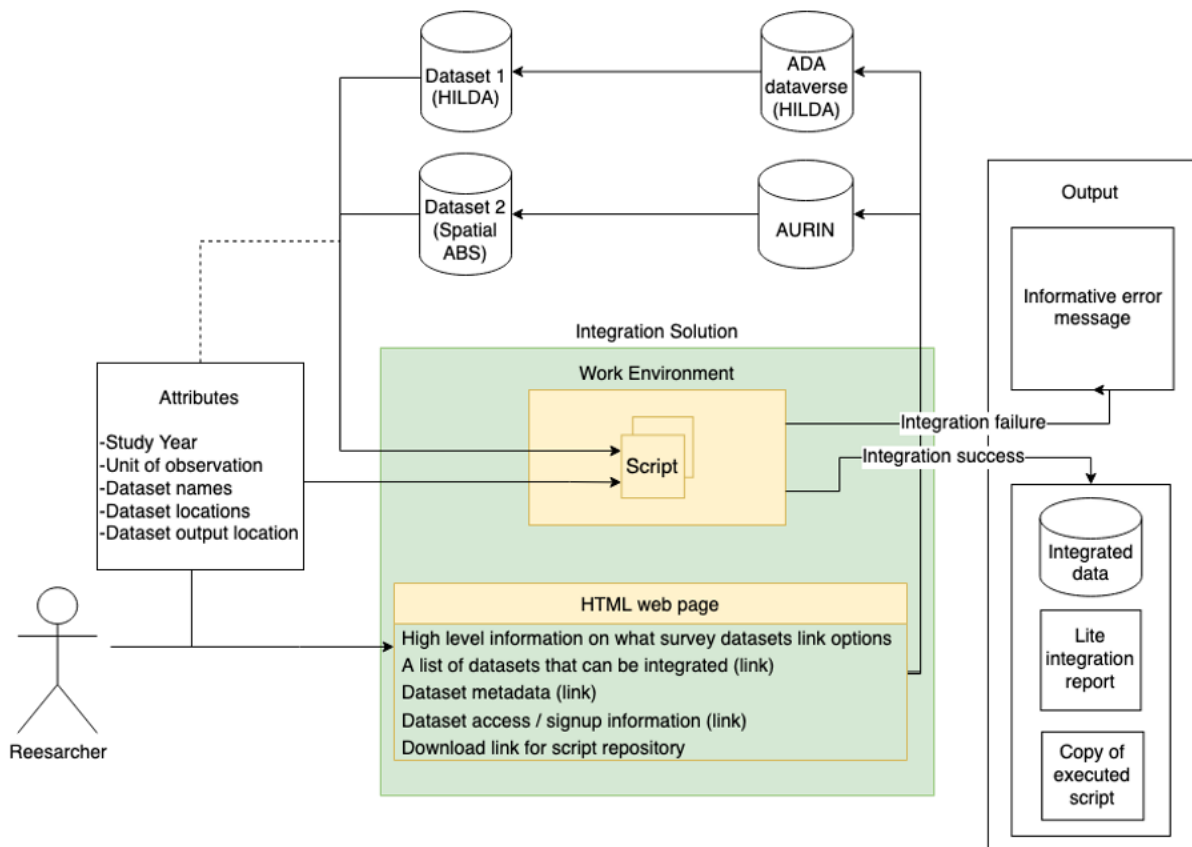 Dataset 1
(HILDA)
ADA
dataverse
(HILDA)
Dataset 2
(Spatial
ABS)
AURIN
Output
Informative error
message
Integration Solution
Work Environment
Script
Attributes
-Study Year
-Unit of observation
-Dataset names
-Dataset locations
-Dataset output location
Integration failure
Integration success
Integrated
data
Lite
integration
report
Copy of
executed
script
HTML web page
High level information on what survey datasets link options
A list of datasets that can be integrated (link)
Dataset metadata (link)
Dataset access / signup information (link)
Download link for script repository
Reesarcher